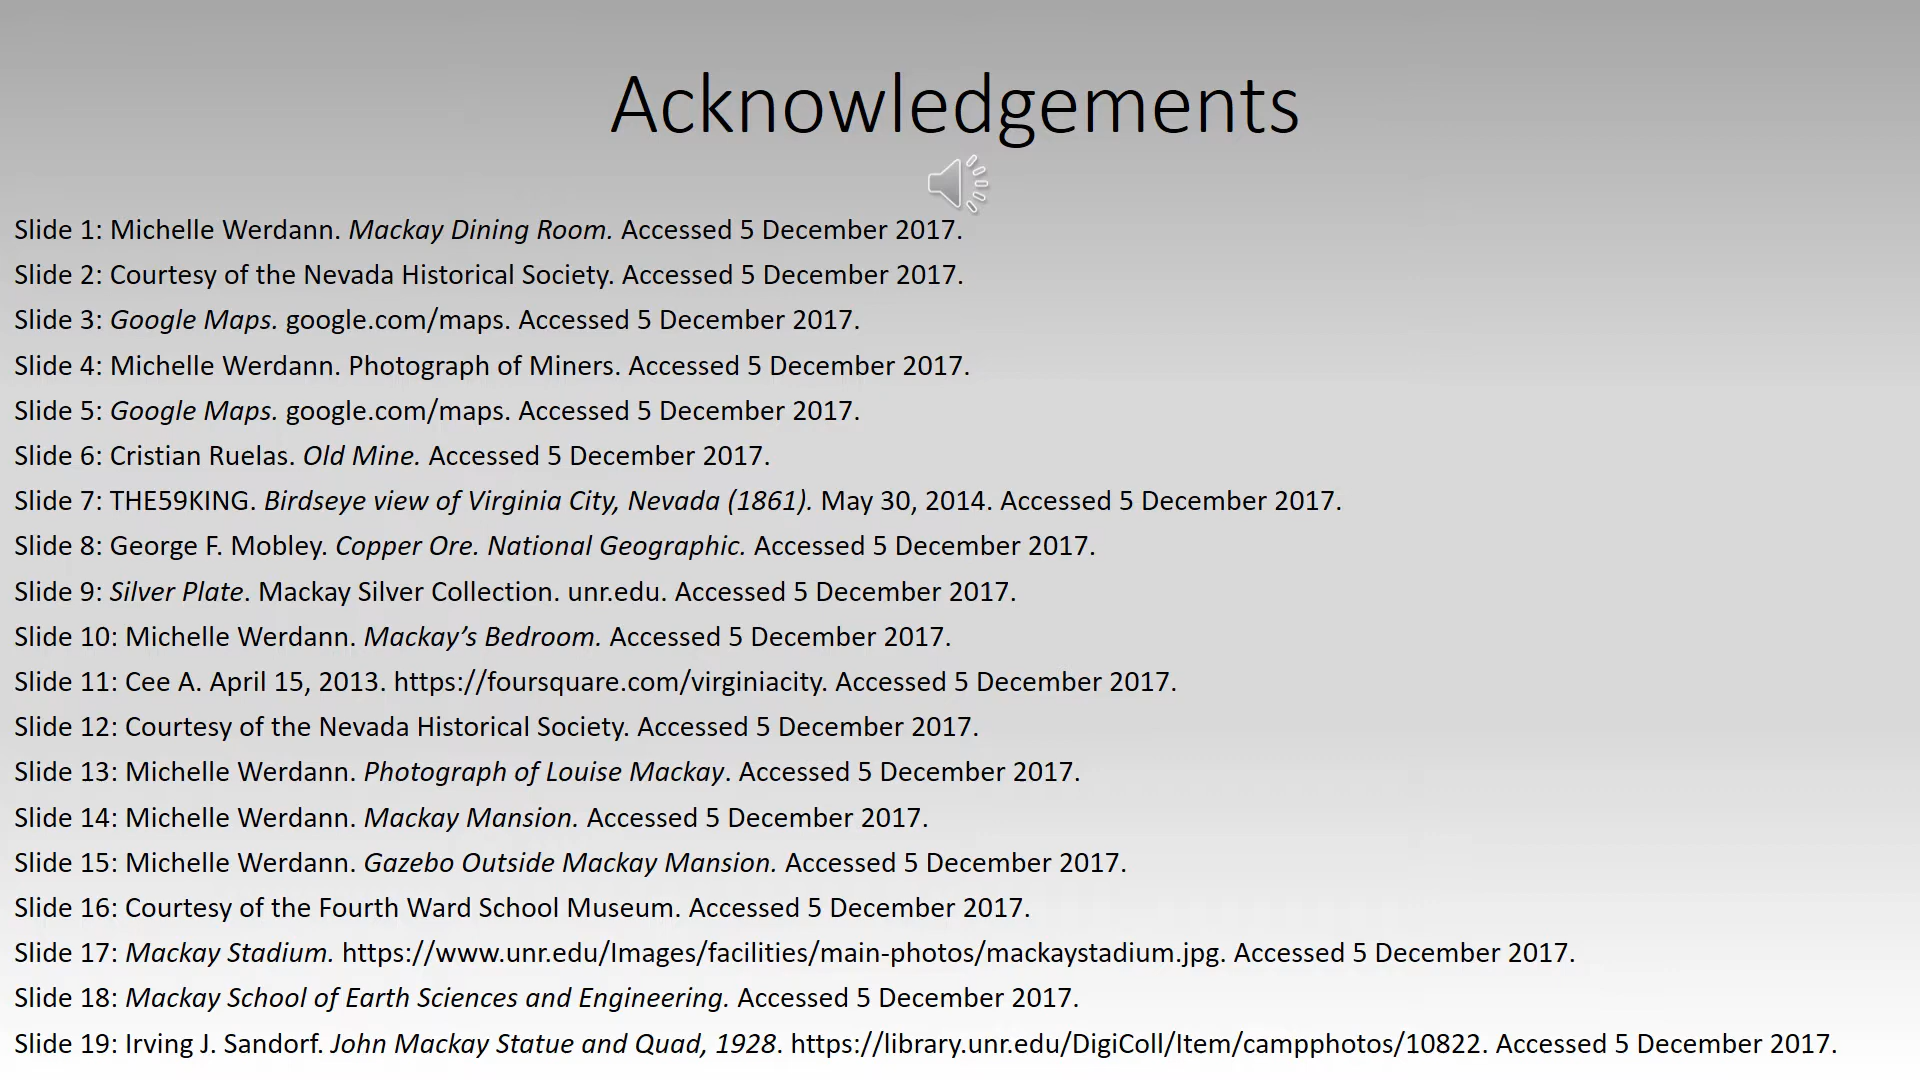 Acknowledgements
Slide 1: Michelle Werdann. Mackay Dining Room. Accessed 5 December 2017.
Slide 2: Courtesy of the Nevada Historical Society. Accessed 5 December 2017.
Slide 3: Google Maps. google.com/maps. Accessed 5 December 2017.
Slide 4: Michelle Werdann. Photograph of Miners. Accessed 5 December 2017.
Slide 5: Google Maps. google.com/maps. Accessed 5 December 2017.
Slide 6: Cristian Ruelas. Old Mine. Accessed 5 December 2017.
Slide 7: THE59KING. Birdseye view of Virginia City, Nevada (1861). May 30, 2014. Accessed 5 December 2017.
Slide 8: George F. Mobley. Copper Ore. National Geographic. Accessed 5 December 2017.
Slide 9: Silver Plate. Mackay Silver Collection. unr.edu. Accessed 5 December 2017.
Slide 10: Michelle Werdann. Mackay’s Bedroom. Accessed 5 December 2017.
Slide 11: Cee A. April 15, 2013. https://foursquare.com/virginiacity. Accessed 5 December 2017.
Slide 12: Courtesy of the Nevada Historical Society. Accessed 5 December 2017.
Slide 13: Michelle Werdann. Photograph of Louise Mackay. Accessed 5 December 2017.
Slide 14: Michelle Werdann. Mackay Mansion. Accessed 5 December 2017.
Slide 15: Michelle Werdann. Gazebo Outside Mackay Mansion. Accessed 5 December 2017.
Slide 16: Courtesy of the Fourth Ward School Museum. Accessed 5 December 2017.
Slide 17: Mackay Stadium. https://www.unr.edu/Images/facilities/main-photos/mackaystadium.jpg. Accessed 5 December 2017.
Slide 18: Mackay School of Earth Sciences and Engineering. Accessed 5 December 2017.
Slide 19: Irving J. Sandorf. John Mackay Statue and Quad, 1928. https://library.unr.edu/DigiColl/Item/campphotos/10822. Accessed 5 December 2017.